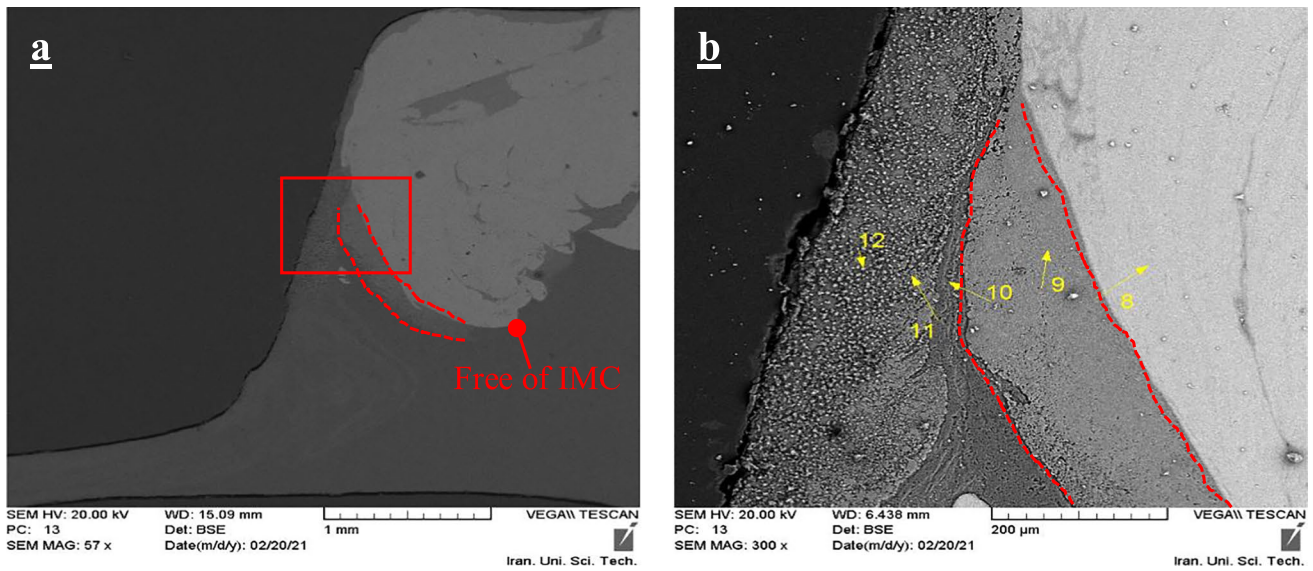 a
Free of IMC
SEM HV: 20.00 kV WD: 15.09 mm VEGA\\ TESCAN
PC: 13 Det: BSE 1 mm
SEM MAG: 57 x Date(m/d/y): 02/20/21 Iran. Uni. Sci. Tech.
b
12
9
10
8
11
SEM HV: 20.00 kV WD: 6.438 mm VEGA\\ TESCAN
PC: 13 Det: BSE 200 µm
SEM MAG: 300 x Date(m/d/y): 02/20/21 Iran. Uni. Sci. Tech.